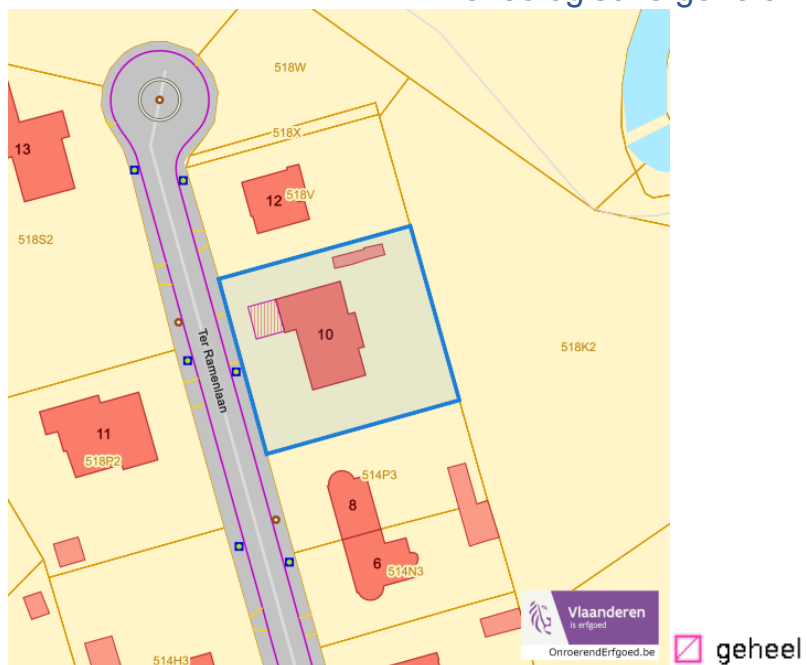 518W
518X
13
12
518V
518S2
10
Ter Ramenlaan
518K2
11
518P2
514P3
8
6
514N3
Vlaanderen
is erfgoed
OnroerendErfgoed.be
geheel
514H3